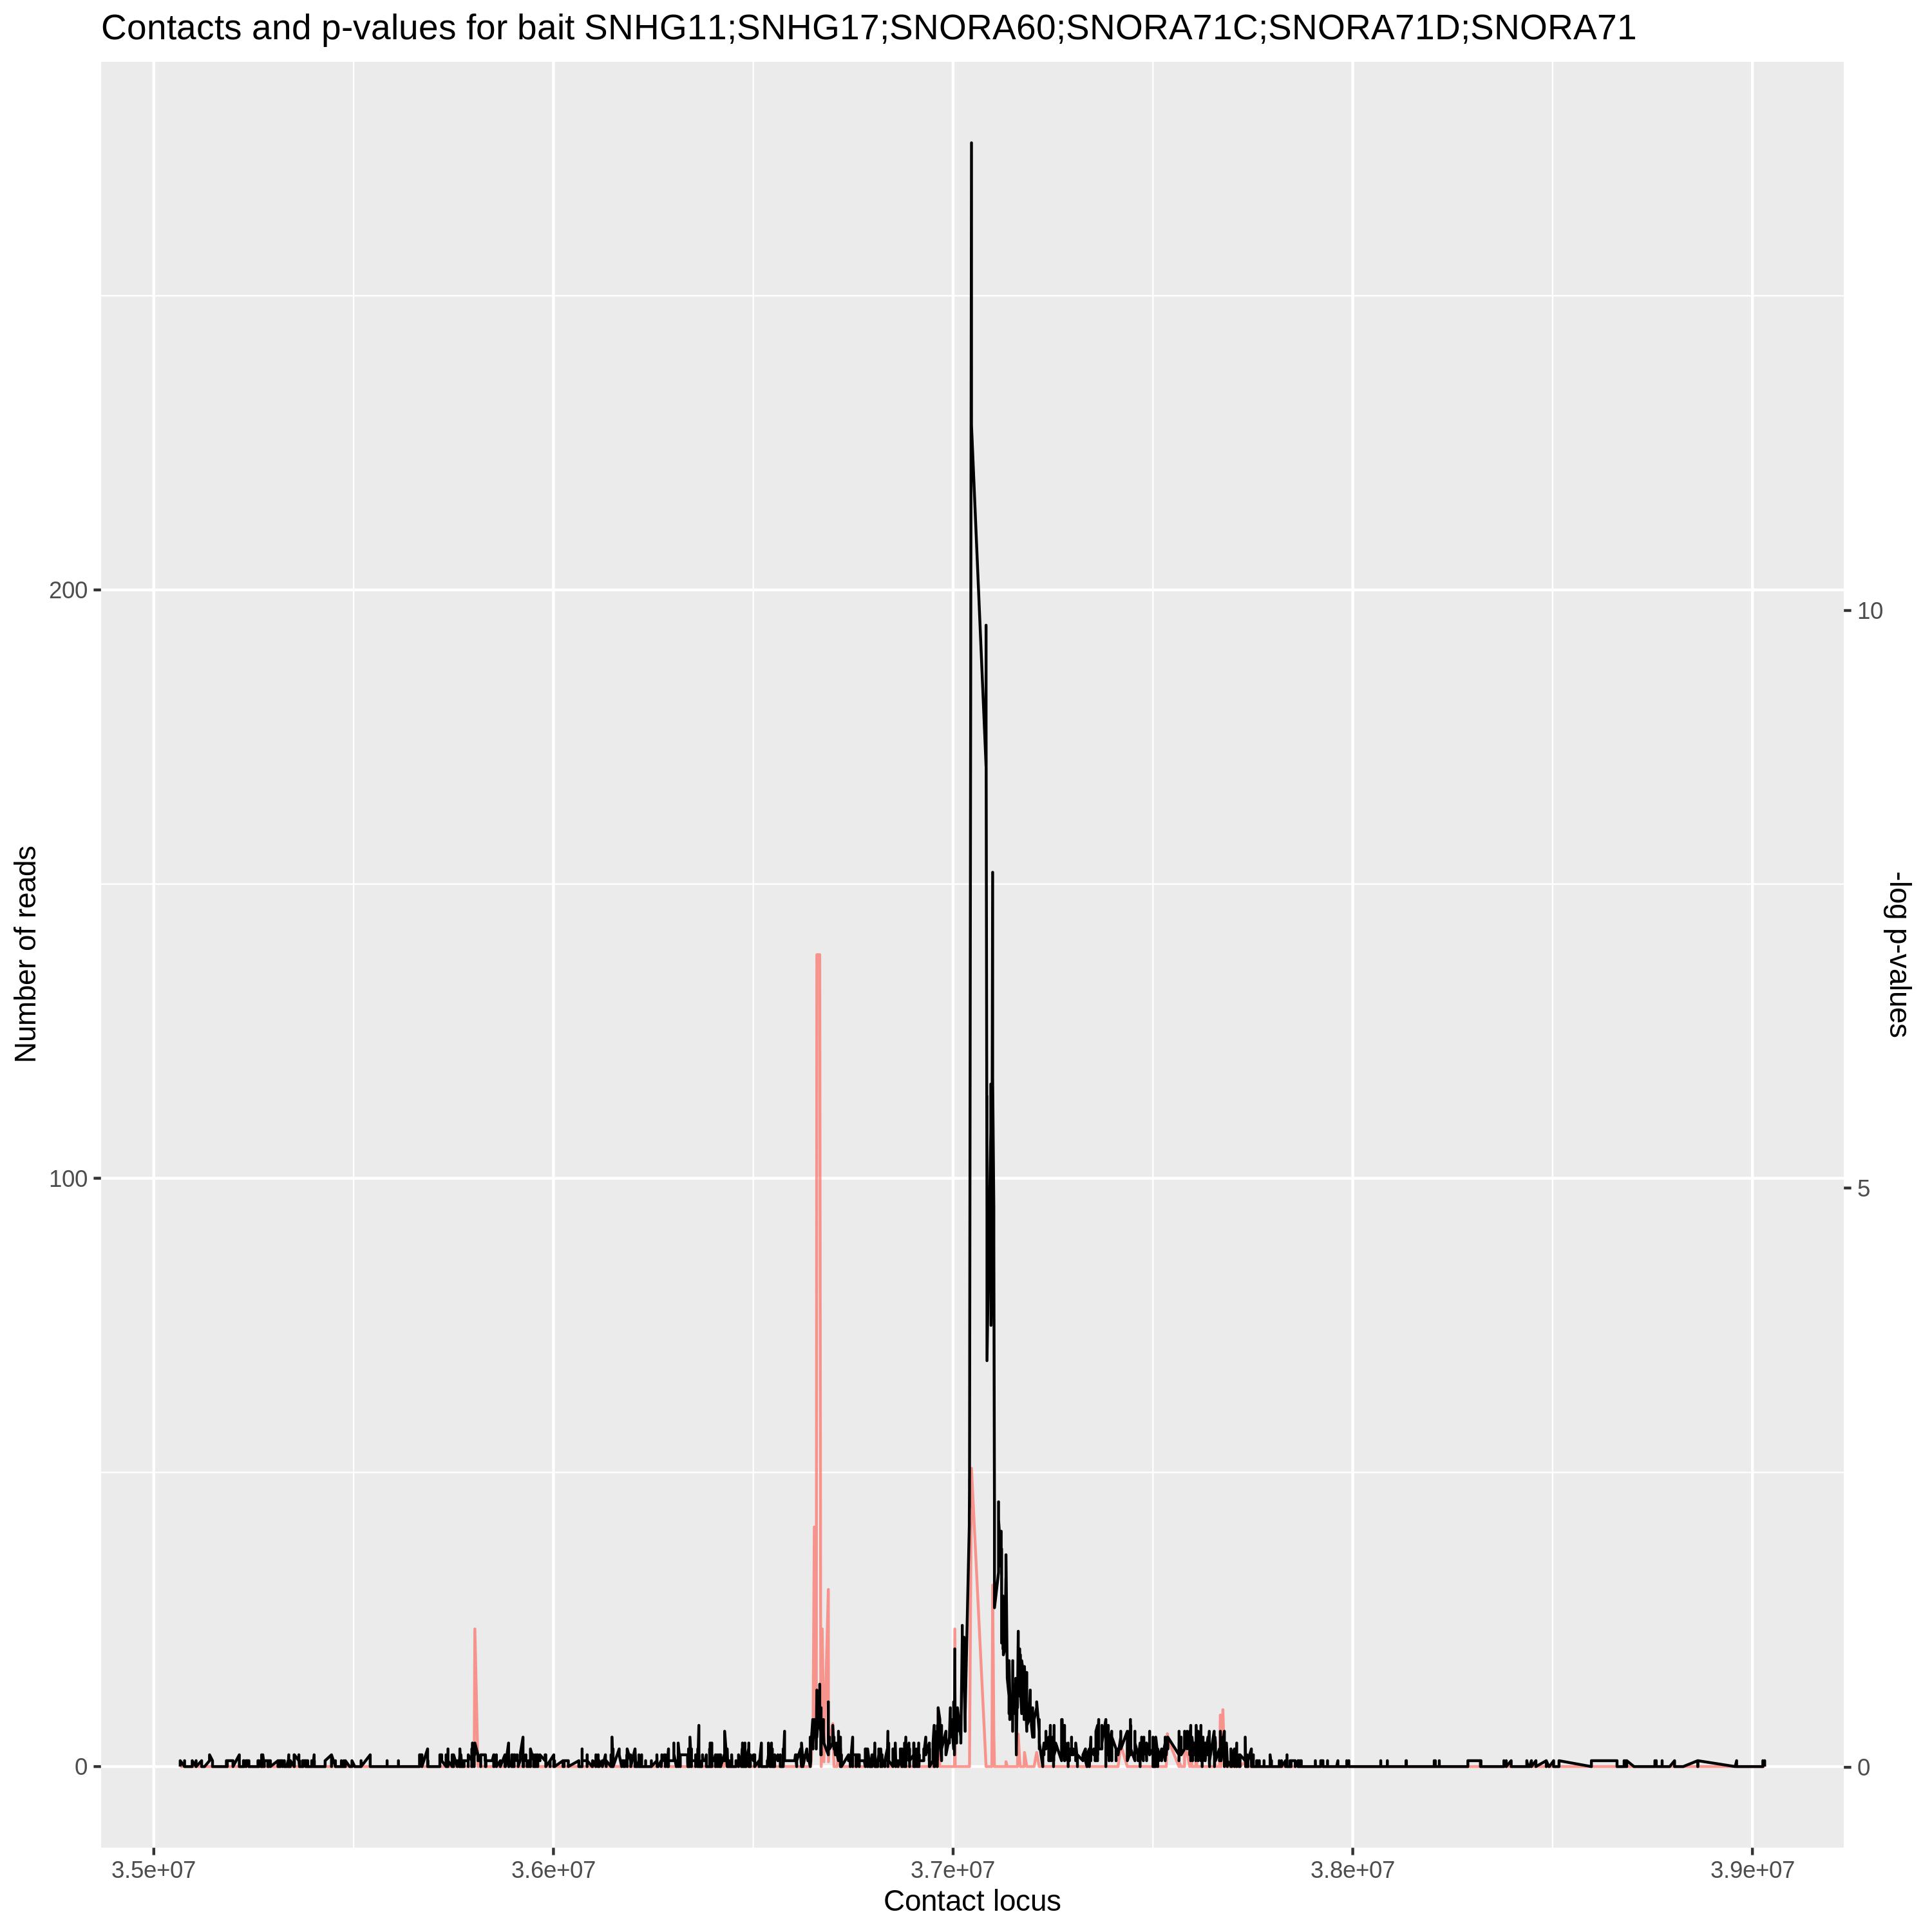 Contacts and p-values for bait SNHG11;SNHG17;SNORA60;SNORA71C;SNORA71D;SNORA71
200
100
0
Number of reads
10
5
0
-log p-values
3.5e+07
3.6e+07
3.7e+07
3.8e+07
3.9e+07
Contact locus